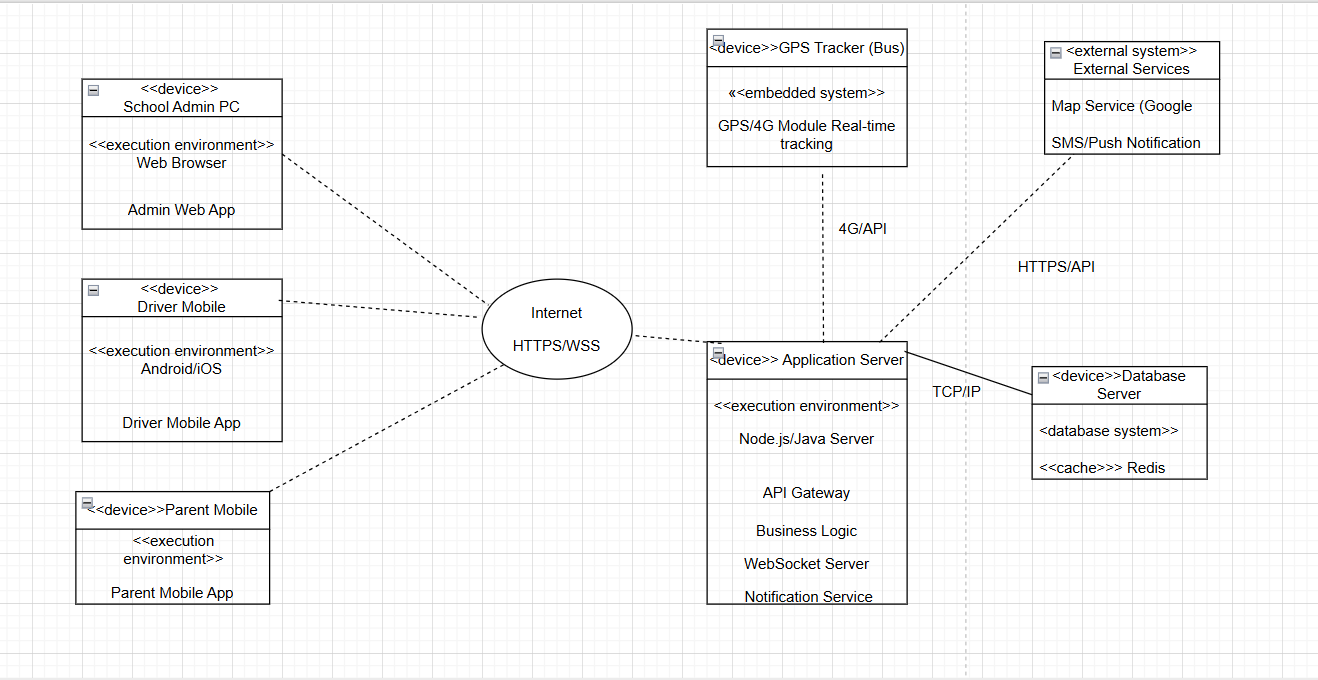 <<device>>
School Admin PC
<<execution environment>>
Web Browser
Admin Web App
<<device>>
Driver Mobile
<<execution environment>>
Android/iOS
Driver Mobile App
<<device>>Parent Mobile
<<execution
environment>>
Parent Mobile App
Internet
HTTPS/WSS
<device>>GPS Tracker (Bus)
«<embedded system>>
GPS/4G Module Real-time
tracking
4G/API
<external system>>
External Services
Map Service (Google
SMS/Push Notification
HTTPS/API
<device>> Application Server
<<execution environment>>
Node.js/Java Server
API Gateway
Business Logic
WebSocket Server
Notification Service
TCP/IP
<device>>Database
Server
<database system>>
<<cache>>> Redis